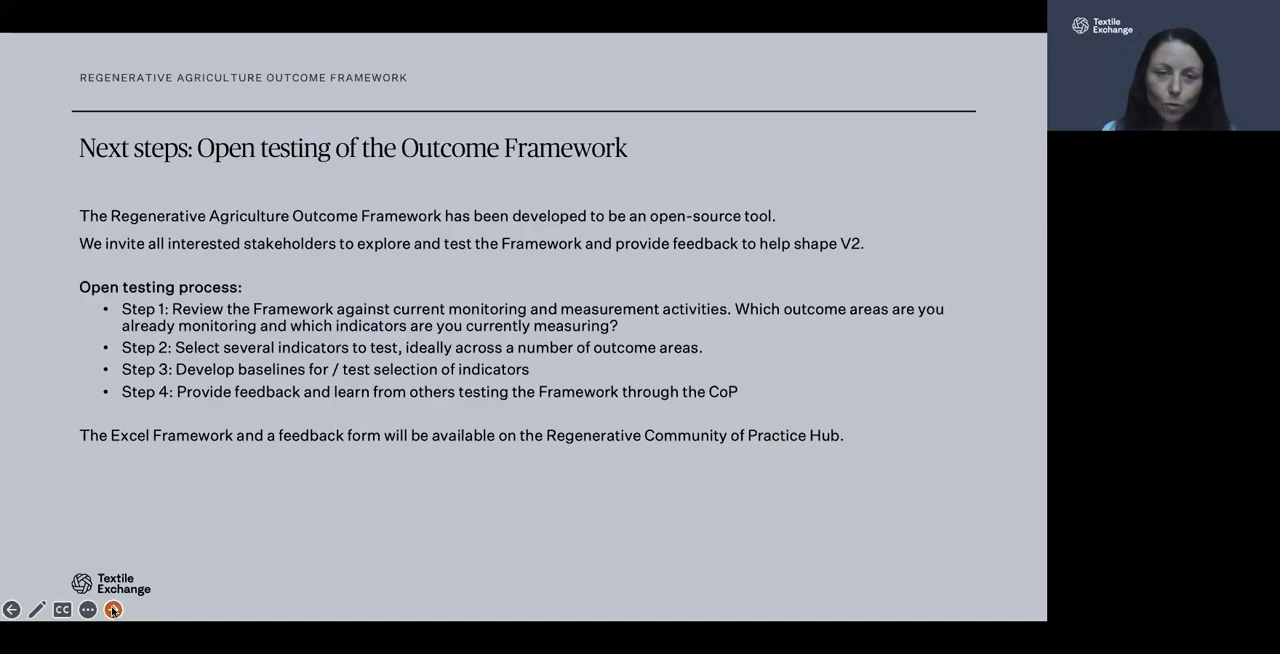 REGENERATIVE AGRICULTURE OUTCOME FRAMEWORK
Next steps: Open testing of the Outcome Framework
The Regenerative Agriculture Outcome Framework has been developed to be an open-source tool.
We invite all interested stakeholders to explore and test the Framework and provide feedback to help shape V2.
Open testing process:
• Step 1: Review the Framework against current monitoring and measurement activities. Which outcome areas are you
already monitoring and which indicators are you currently measuring?
• Step 2: Select several indicators to test, ideally across a number of outcome areas.
• Step 3: Develop baselines for / test selection of indicators
• Step 4: Provide feedback and learn from others testing the Framework through the CoP
The Excel Framework and a feedback form will be available on the Regenerative Community of Practice Hub.
Textile
Exchange
CC
Textile
Exchange